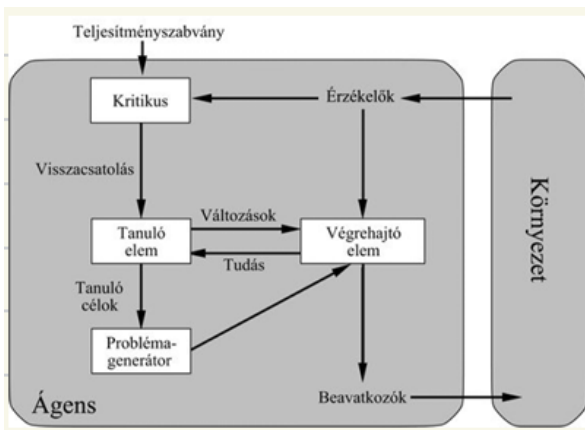 Teljesítményszabvány
Kritikus
Érzékelők
Visszacsatolás
Környezet
Változások
Tanuló
elem
Végrehajtó
elem
Tudás
Tanuló
célok
Probléma-
generátor
Beavatkozók
Ágens